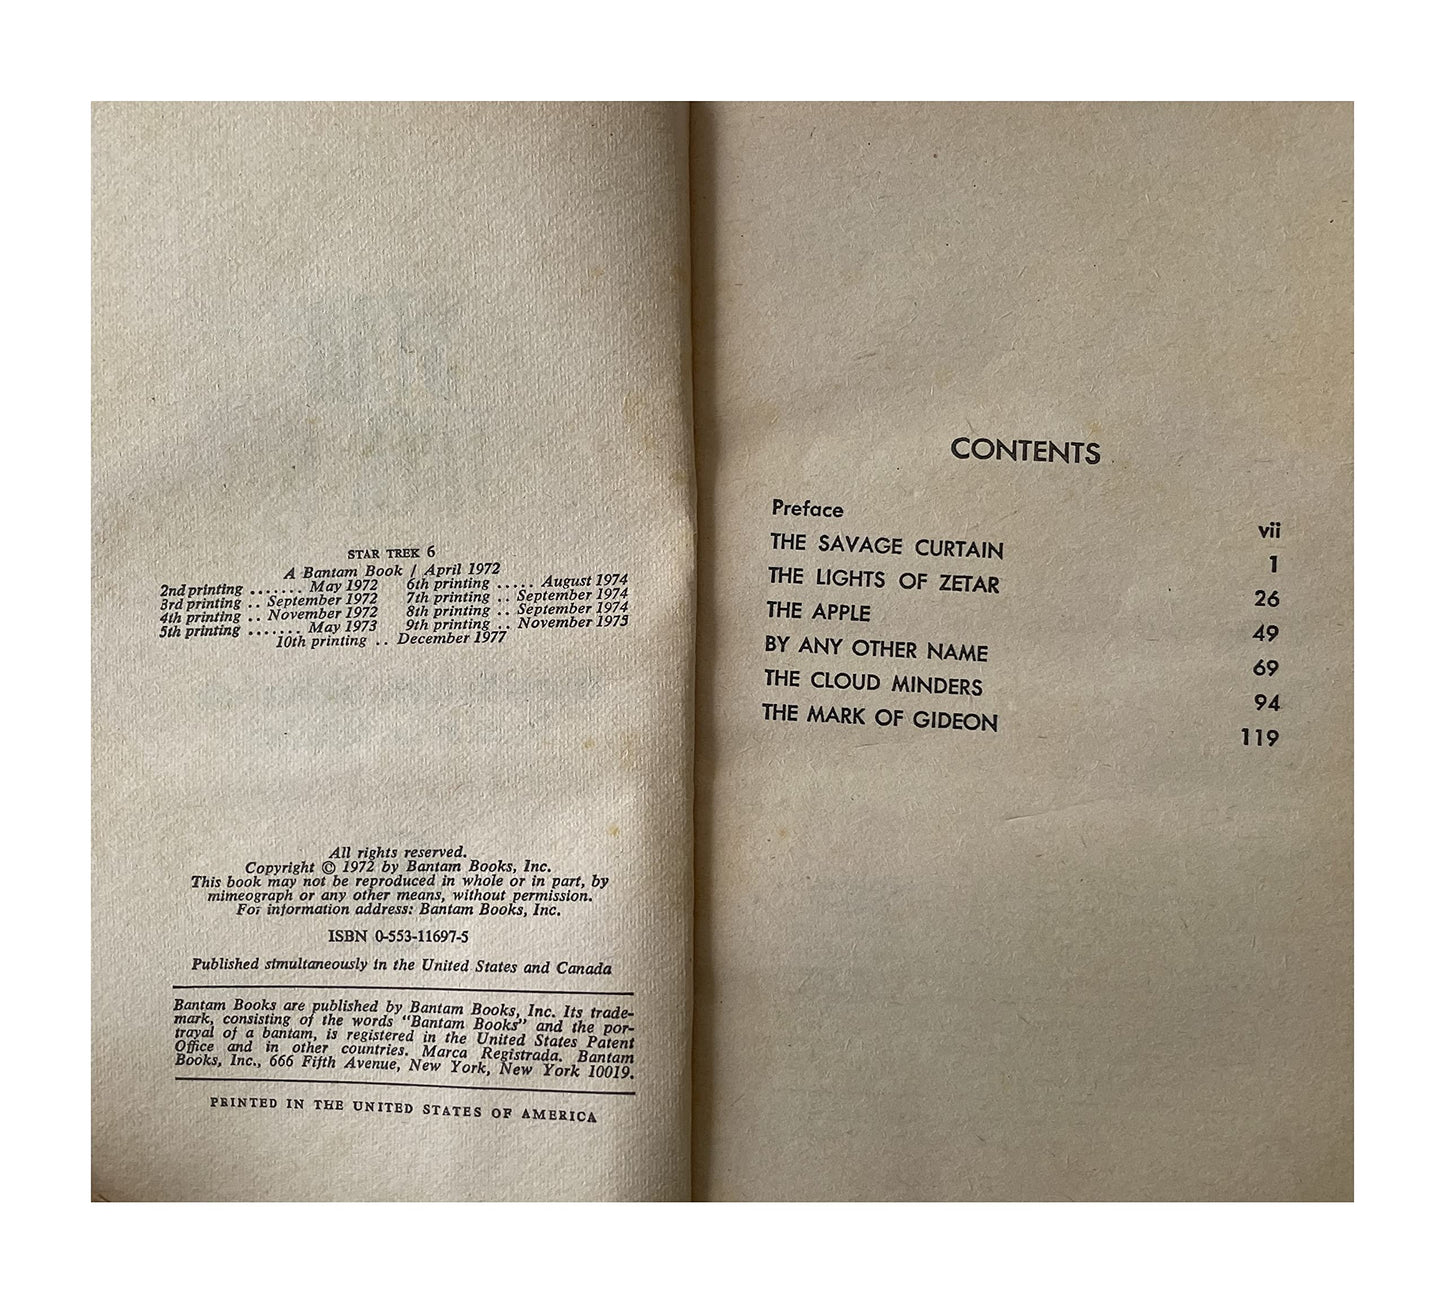 STAR TREK 6
A Bantam Book / April 1972
2nd printing ....... May 1972 6th printing ..... August 1974
3rd printing .. September 1972 7th printing .. September 1974
4th printing .. November 1972 8th printing .. September 1974
5th printing ....... May 1973 9th printing .. November 1975
10th printing .. December 1977
All rights reserved.
Copyright © 1972 by Bantam Books, Inc.
This book may not be reproduced in whole or in part, by
mimeograph or any other means, without permission.
For information address: Bantam Books, Inc.
ISBN 0-553-11697-5
Published simultaneously in the United States and Canada
Bantam Books are published by Bantam Books, Inc. Its trade-
mark, consisting of the words "Bantam Books" and the por-
trayal of a bantam, is registered in the United States Patent
Office and in other countries. Marca Registrada. Bantam
Books, Inc., 666 Fifth Avenue, New York, New York 10019.
PRINTED IN THE UNITED STATES OF AMERICA
CONTENTS
Preface vii
THE SAVAGE CURTAIN 1
THE LIGHTS OF ZETAR 26
THE APPLE 49
BY ANY OTHER NAME 69
THE CLOUD MINDERS 94
THE MARK OF GIDEON 119